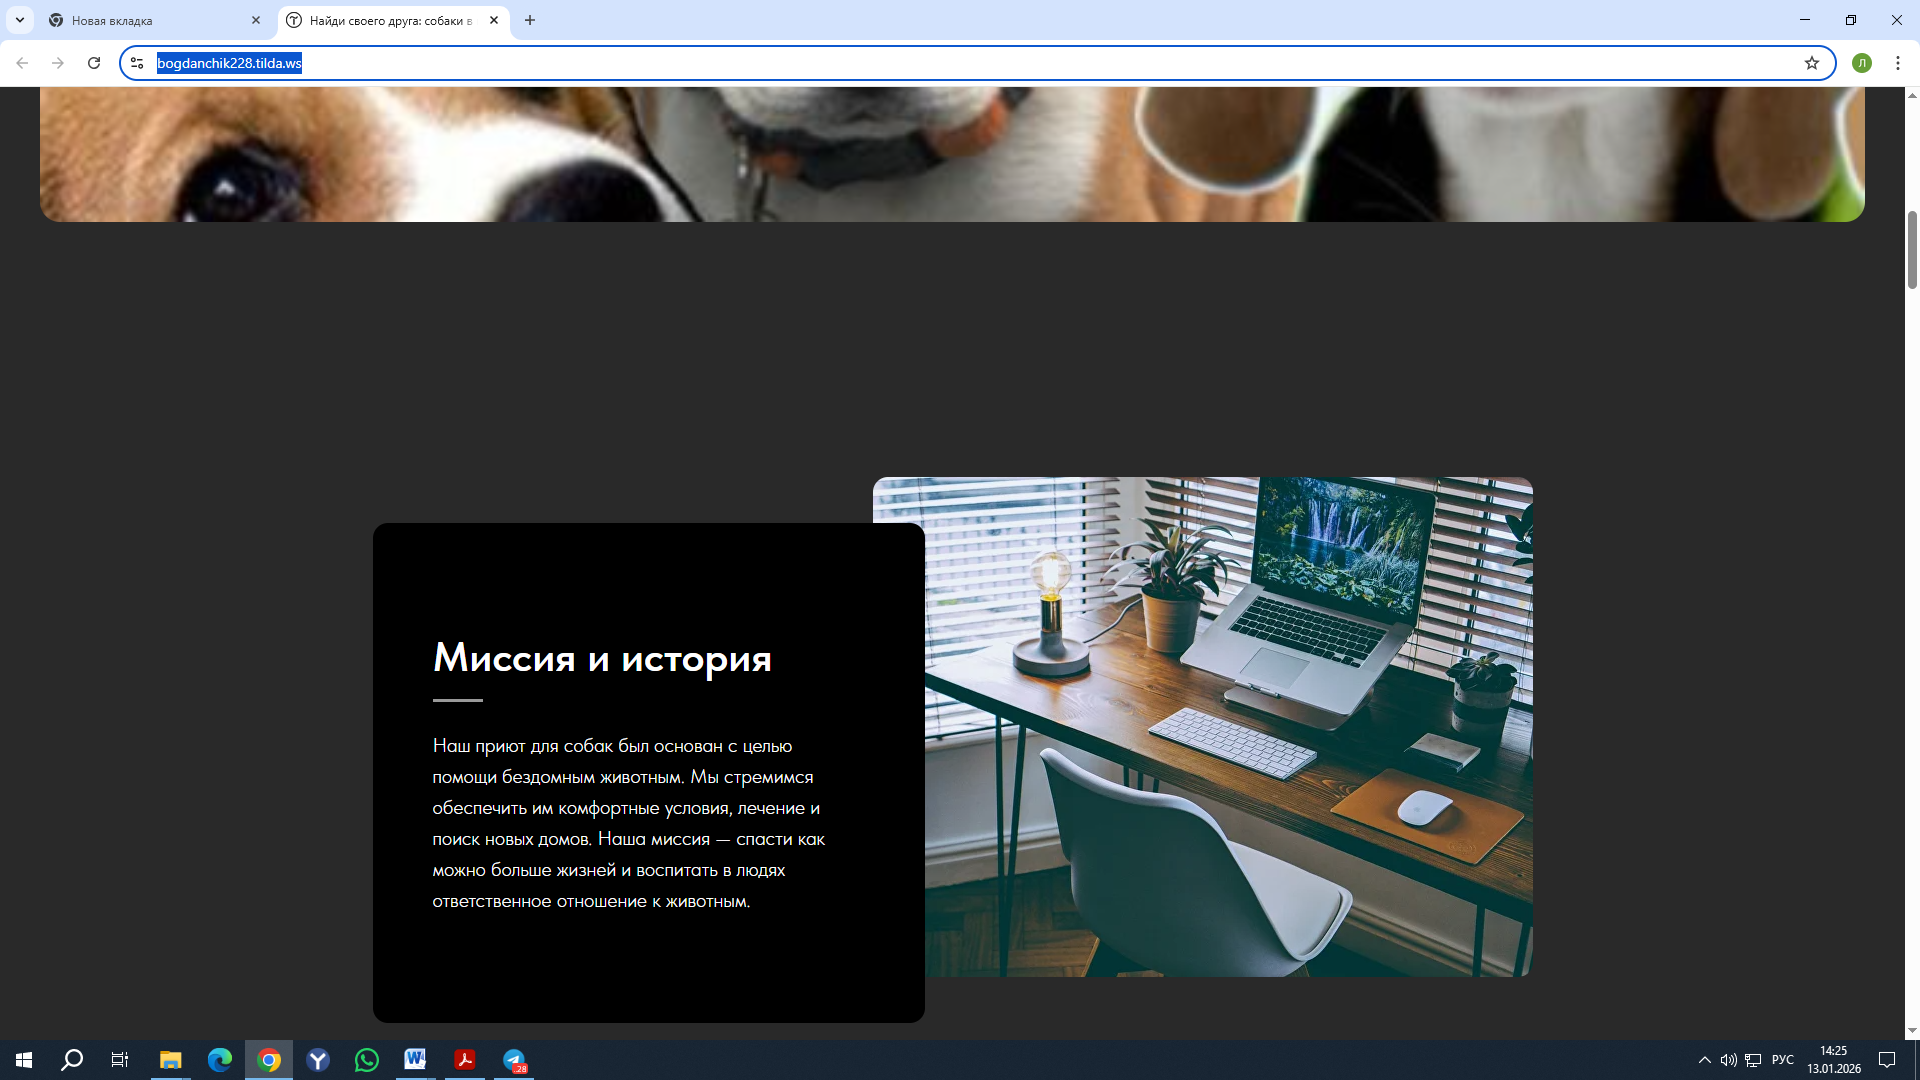 Новая вкладка
Найди своего друга: собаки в
bogdanchik228.tilda.ws
Л
Миссия и история
Наш приют для собак был основан с целью
помощи бездомным животным. Мы стремимся
обеспечить им комфортные условия, лечение и
поиск новых домов. Наша миссия — спасти как
можно больше жизней и воспитать в людях
ответственное отношение к животным.
.28
РУС
14:25
13.01.2026